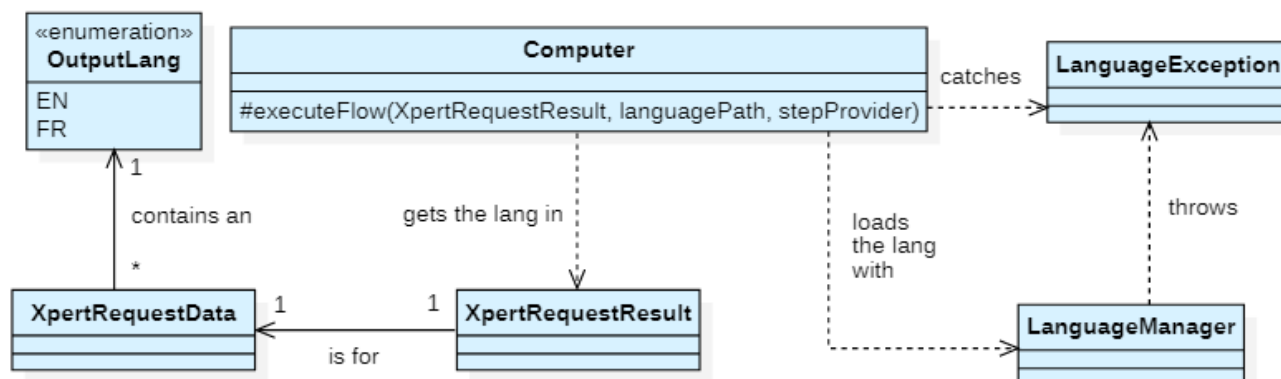 «enumeration»
OutputLang
EN
FR
Computer
#executeFlow(XpertRequestResult, languagePath, stepProvider)
catches
LanguageException
1
contains an
*
gets the lang in
loads
the lang
with
throws
XpertRequestData
1
1
is for
XpertRequestResult
LanguageManager